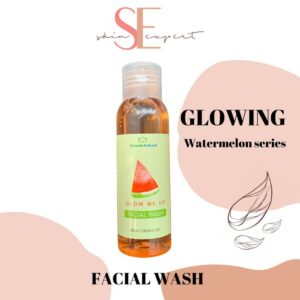 SE
skin expert
GLOWING
Watermelon series
GLOW ME UP
FACIAL WASH
FACIAL WASH